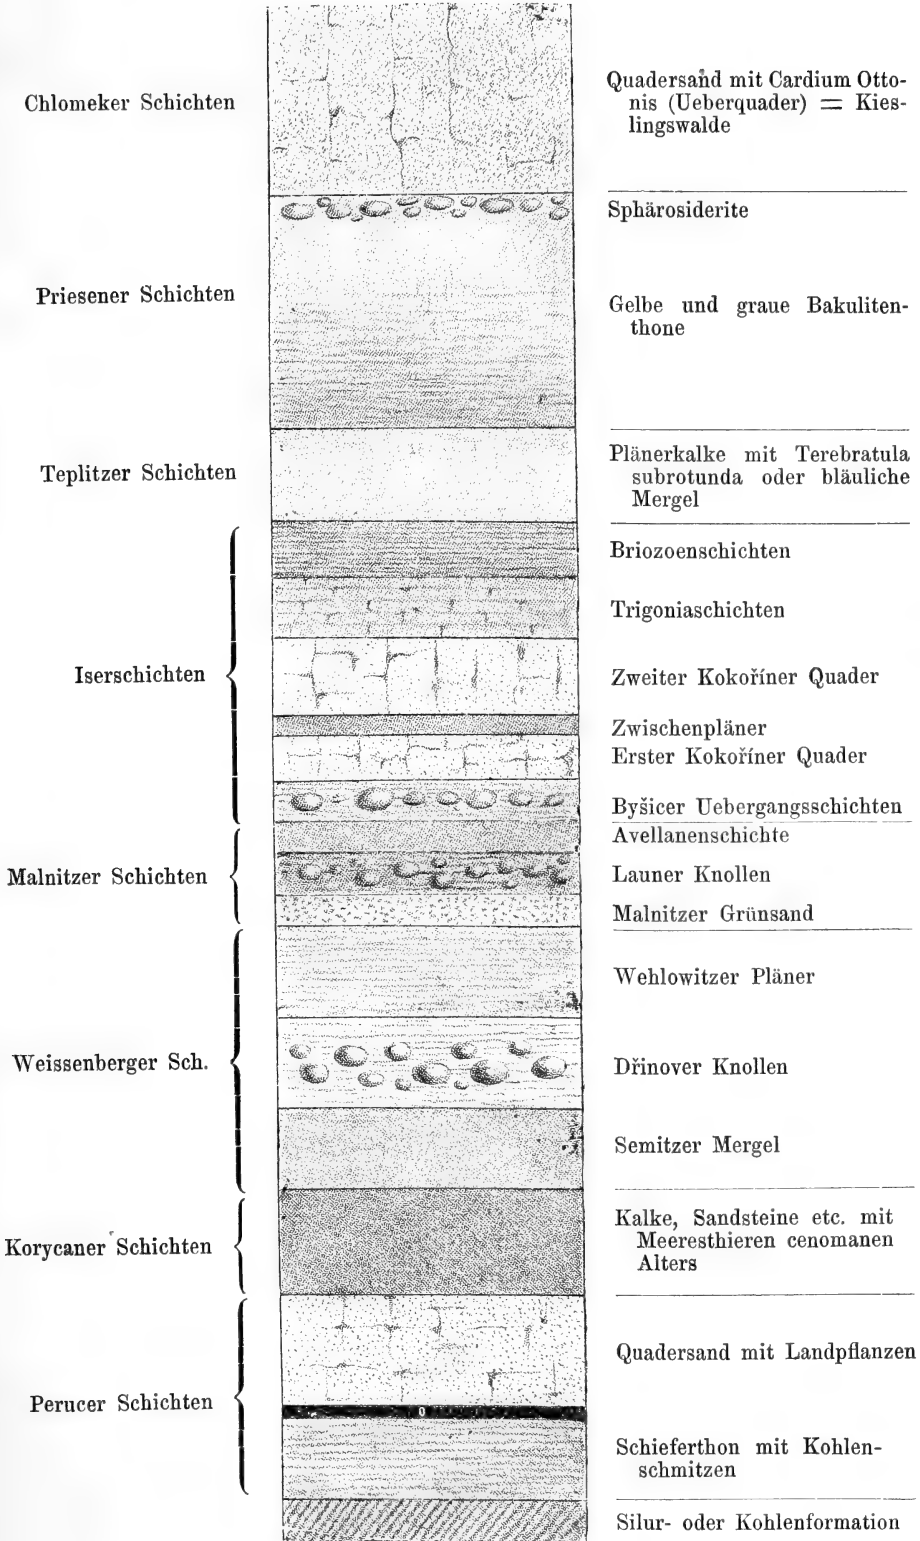 Chlomeker Schichten
Quadersand mit Cardium Otto-
nis (Ueberquader) = Kies-
lingswalde
Sphärosiderite
Priesener Schichten
Gelbe und graue Bakuliten-
thone
Teplitzer Schichten
Plänerkalke mit Terebratula
subrotunda oder bläuliche
Mergel
Iserschichten
Briozoenschichten
Trigoniaschichten
Zweiter Kokořiner Quader
Zwischenpläner
Erster Kokořiner Quader
Byšicer Uebergangsschichten
Malnitzer Schichten
Avellanenschichte
Launer Knollen
Malnitzer Grünsand
Weissenberger Sch.
Wehlowitzer Pläner
Dřinover Knollen
Semitzer Mergel
Korycaner Schichten
Kalke, Sandsteine etc. mit
Meeresthieren cenomanen
Alters
Perucer Schichten
Quadersand mit Landpflanzen
Schieferthon mit Kohlen-
schmitzen
Silur- oder Kohlenformation